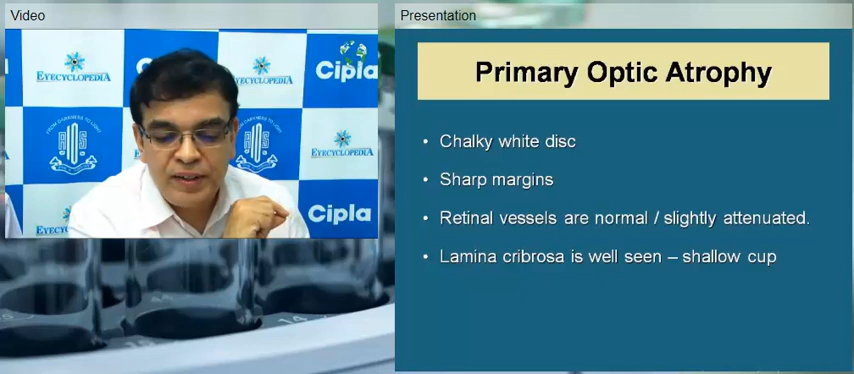 Video
Presentation
EYECYCLOPEDIA
EYECYCLOPEDIA
Cipla
EYECYCLOPEDIA
Cipla
Primary Optic Atrophy
• Chalky white disc
• Sharp margins
• Retinal vessels are normal / slightly attenuated.
• Lamina cribrosa is well seen – shallow cup